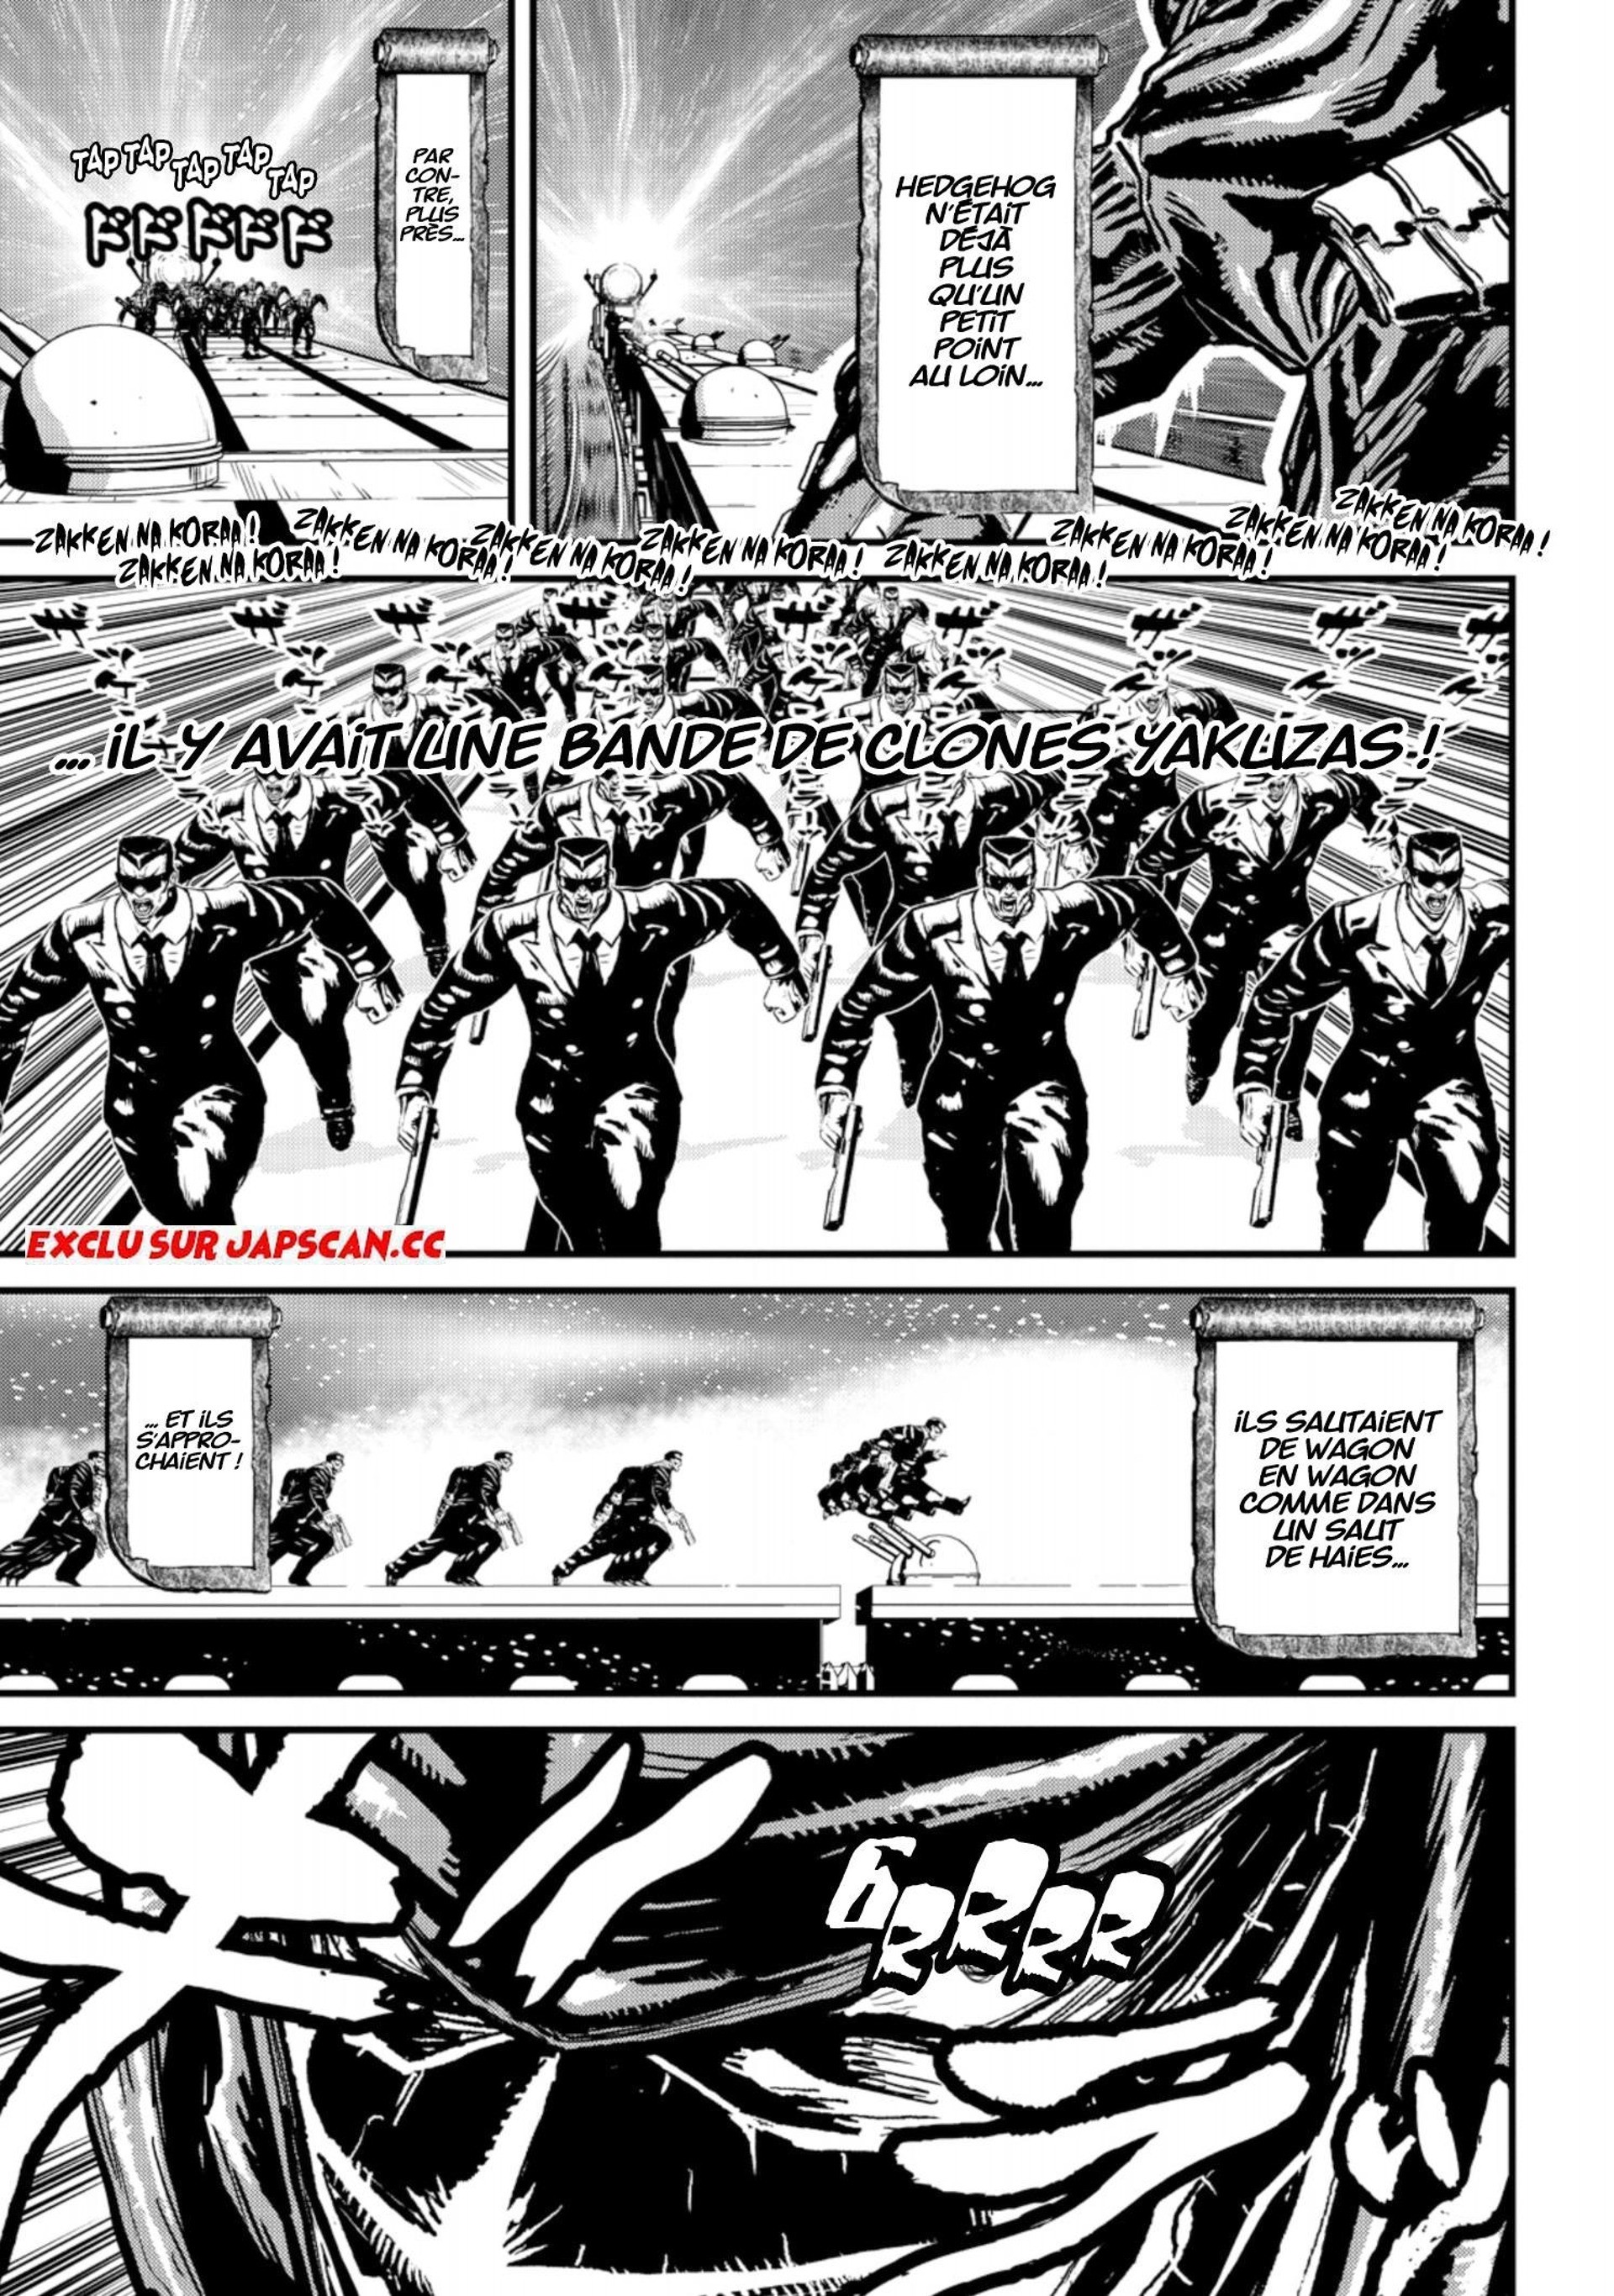 HEDGEHOG
N'ÉTAIT
DÉJÀ
PLUS
QU'UN
PETIT
POINT
AU LOIN...
PAR
CON-
TRE,
PLUS
PRÈS...
TAP TAP TAP TAP TAP
ドドドドド
ZAKKEN NA KORAA !
ZAKKEN NA KORAA !
ZAKKEN NA KORAA !
ZAKKEN NA KORAA !
ZAKKEN NA KORAA !
ZAKKEN NA KORAA !
ZAKKEN NA KORAA !
ZAKKEN NA KORAA !
ZAKKEN NA KORAA !
... IL Y AVAIT UNE BANDE DE CLONES YAKUZAS !
EXCLU SUR JAPSCAN.CC
ILS SAUTAIENT
DE WAGON
EN WAGON
COMME DANS
UN SAUT
DE HAIES...
... ET ILS
S'APPRO-
CHAIENT !
GRRRR